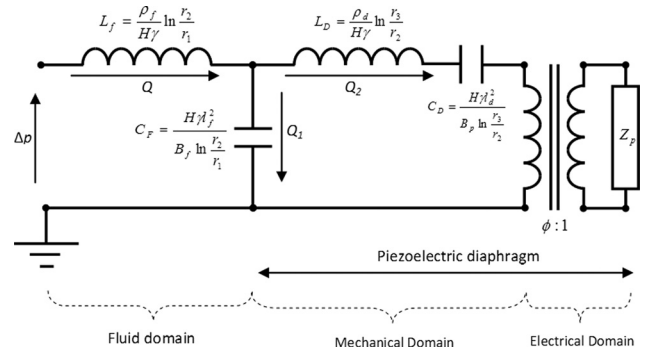 L_f = ρ_f / Hγ ln r_2 / r_1
L_D = ρ_d / Hγ ln r_3 / r_2
Q
Q_2
Δp
C_F = Hγl_f^2 / B_f ln r_2 / r_1
Q_1
C_D = Hγl_d^2 / B_p ln r_3 / r_2
Z_p
ϕ : 1
Piezoelectric diaphragm
Fluid domain
Mechanical Domain
Electrical Domain